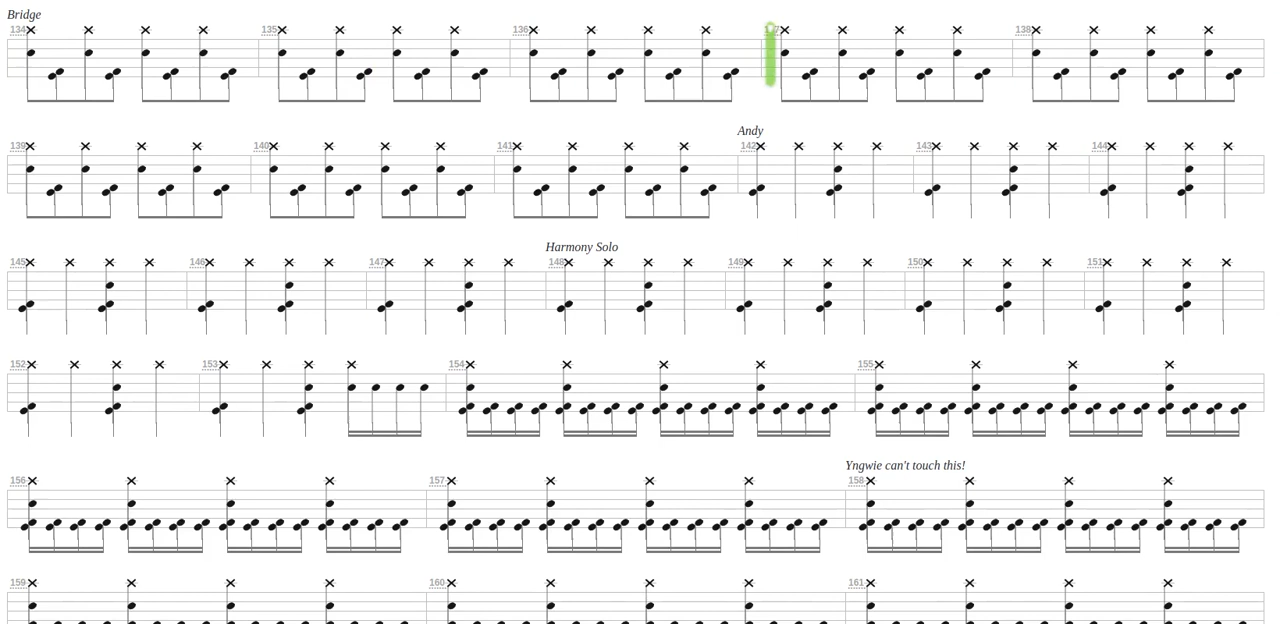 Bridge
134 135 136 137 138
Andy
139 140 141 142 143 144
Harmony Solo
145 146 147 148 149 150 151
152 153 154 155
Yngwie can't touch this!
156 157 158
159 160 161